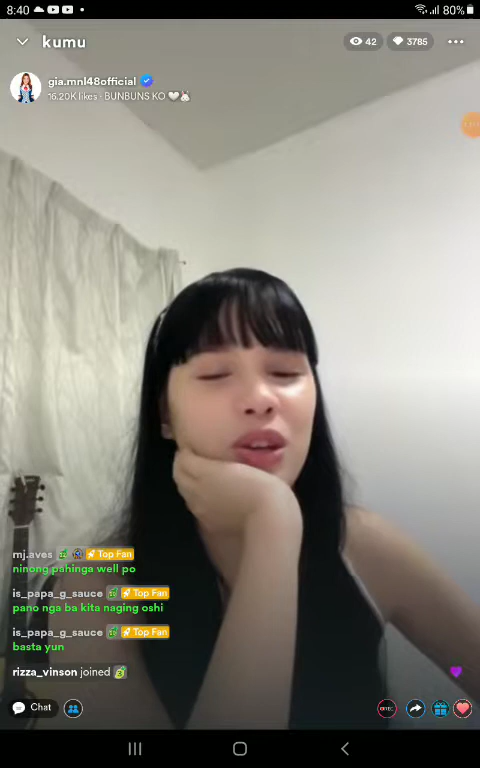 8:40
80%
kumu
42
3785
gia.mnl48official
16.20K likes · BUNBUNS KO
mj.aves Top Fan
ninong pahinga well po
is_papa_g_sauce Top Fan
pano nga ba kita naging oshi
is_papa_g_sauce Top Fan
basta yun
rizza_vinson joined
Chat